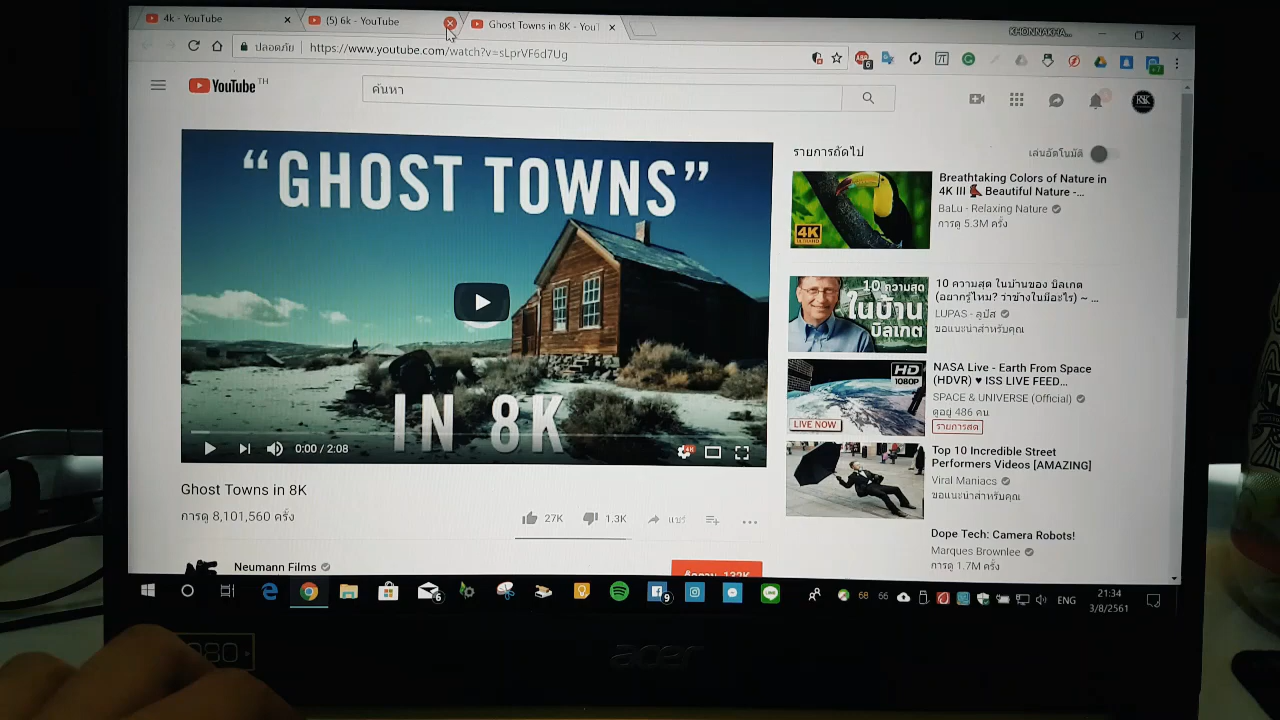 4k - YouTube
(5) 6k - YouTube
Ghost Towns in 8K - YouT
KHONNAKHA...
ปลอดภัย
https://www.youtube.com/watch?v=sLprVF6d7Ug
YouTube TH
ค้นหา
"GHOST TOWNS"
IN 8K
0:00 / 2:08
4K
Ghost Towns in 8K
การดู 8,101,560 ครั้ง
27K
1.3K
แชร์
Neumann Films
รายการถัดไป
เล่นอัตโนมัติ
4K
Breathtaking Colors of Nature in
4K III Beautiful Nature -...
BaLu - Relaxing Nature
การดู 5.3M ครั้ง
10 ความสุด
ในบ้าน
บิลเกต
10 ความสุดในบ้านของ บิลเกต
(อยากรู้ไหม? ว่าข้างในมีอะไร) ~ ...
LUPAS - ลูปัส
ขอแนะนำสำหรับคุณ
HD
1080P
LIVE NOW
NASA Live - Earth From Space
(HDVR) ♥ ISS LIVE FEED...
SPACE & UNIVERSE (Official)
ดูอยู่ 486 คน
รายการสด
Top 10 Incredible Street
Performers Videos [AMAZING]
Viral Maniacs
ขอแนะนำสำหรับคุณ
Dope Tech: Camera Robots!
Marques Brownlee
การดู 1.7M ครั้ง
6
9
68
66
ENG
21:34
3/8/2561
acer